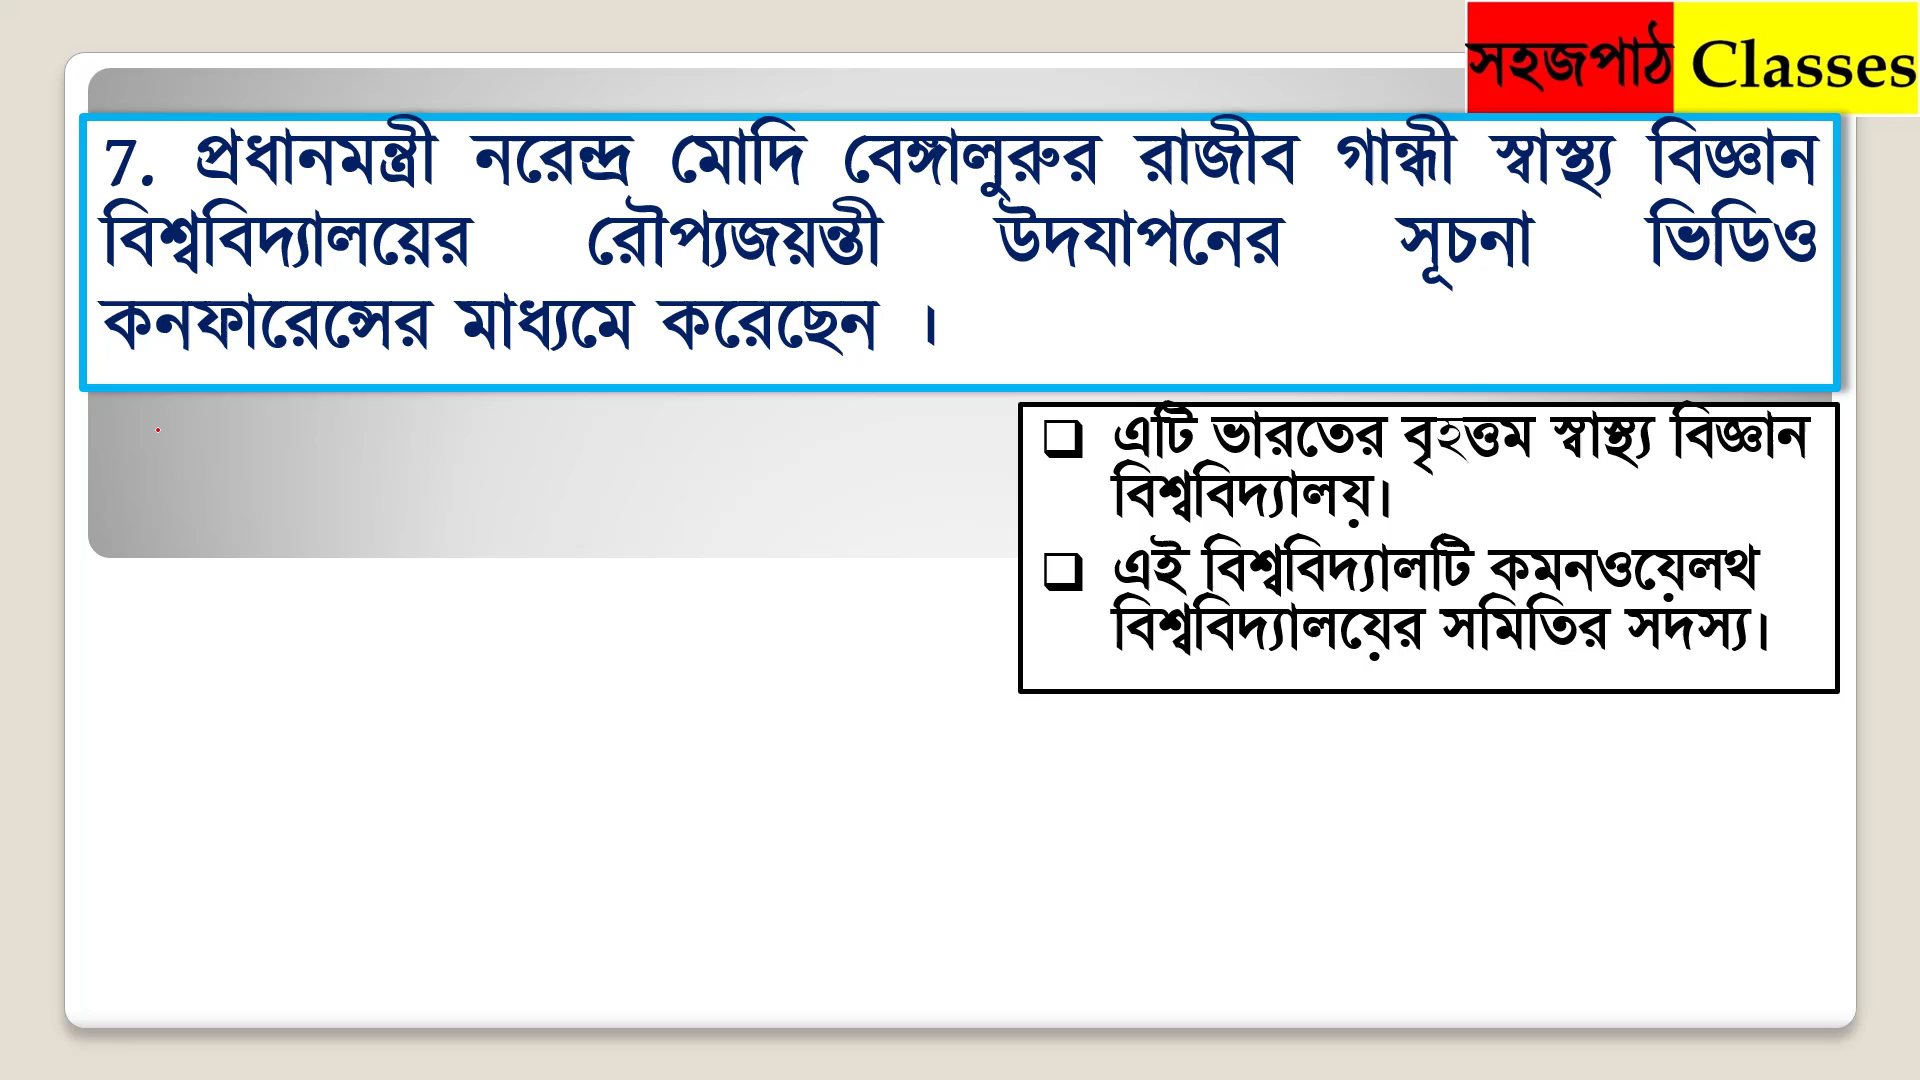 সহজপাঠ Classes
7. প্রধানমন্ত্রী নরেন্দ্র মোদি বেঙ্গালুরুর রাজীব গান্ধী স্বাস্থ্য বিজ্ঞান
বিশ্ববিদ্যালয়ের রৌপ্যজয়ন্তী উদযাপনের সূচনা ভিডিও
কনফারেন্সের মাধ্যমে করেছেন ।
এটি ভারতের বৃহত্তম স্বাস্থ্য বিজ্ঞান
বিশ্ববিদ্যালয়।
এই বিশ্ববিদ্যালটি কমনওয়েলথ
বিশ্ববিদ্যালয়ের সমিতির সদস্য।